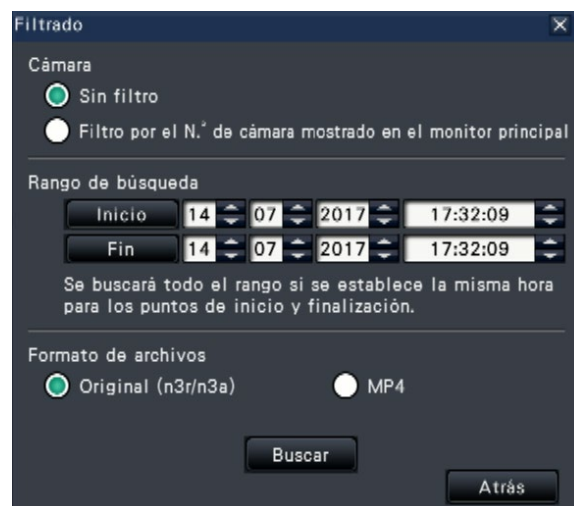 Filtrado
Cámara
Sin filtro
Filtro por el N.° de cámara mostrado en el monitor principal
Rango de búsqueda
Inicio 14 07 2017 17:32:09
Fin 14 07 2017 17:32:09
Se buscará todo el rango si se establece la misma hora
para los puntos de inicio y finalización.
Formato de archivos
Original (n3r/n3a) MP4
Buscar
Atrás